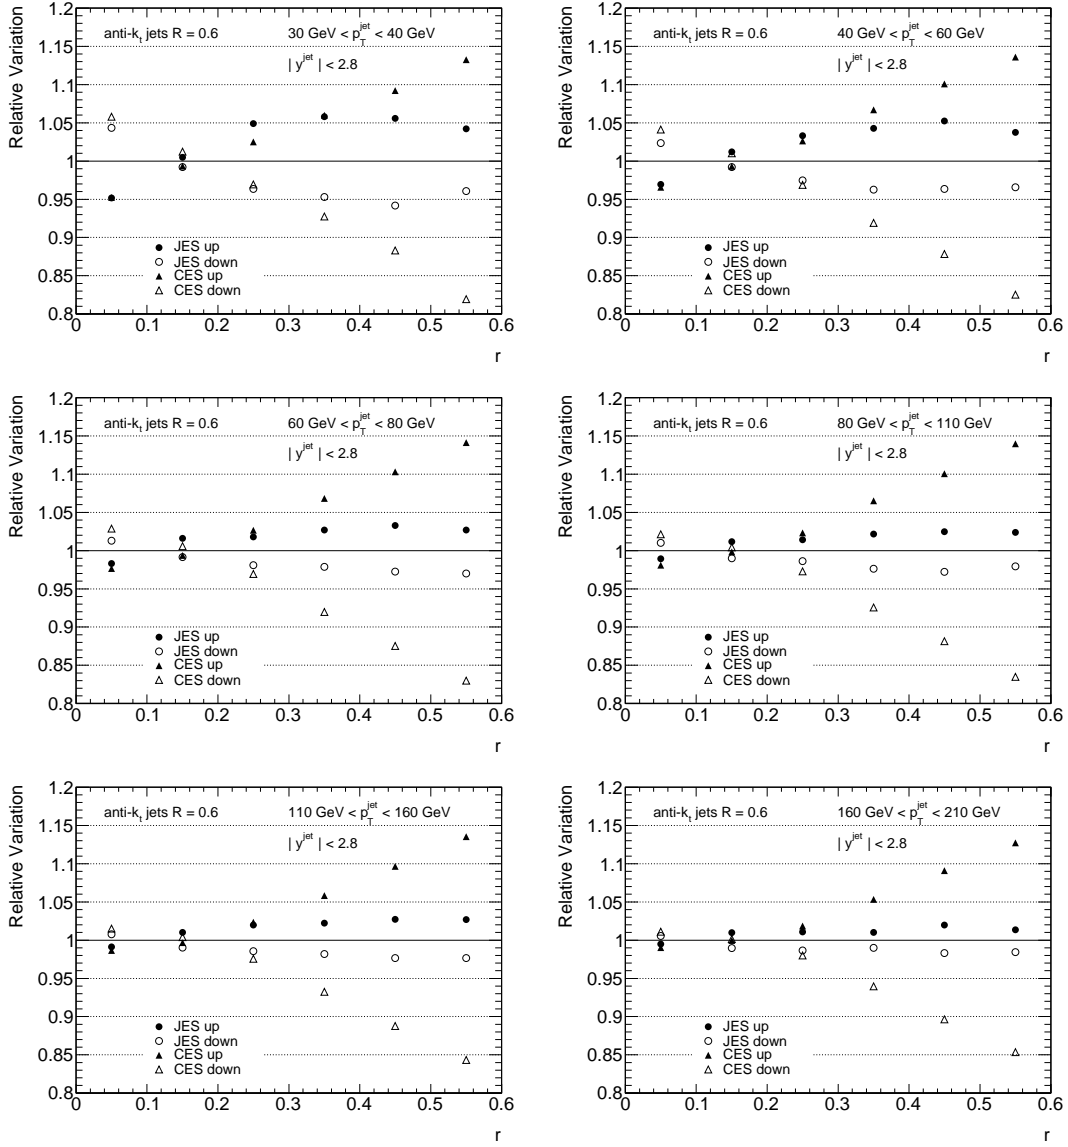 Relative Variation
anti-k_t jets R = 0.6
30 GeV < p_T^jet < 40 GeV
| y^jet | < 2.8
1.2
1.15
1.1
1.05
1
0.95
0.9
0.85
0.8
JES up
JES down
CES up
CES down
0 0.1 0.2 0.3 0.4 0.5 0.6
r
Relative Variation
anti-k_t jets R = 0.6
40 GeV < p_T^jet < 60 GeV
| y^jet | < 2.8
1.2
1.15
1.1
1.05
1
0.95
0.9
0.85
0.8
JES up
JES down
CES up
CES down
0 0.1 0.2 0.3 0.4 0.5 0.6
r
Relative Variation
anti-k_t jets R = 0.6
60 GeV < p_T^jet < 80 GeV
| y^jet | < 2.8
1.2
1.15
1.1
1.05
1
0.95
0.9
0.85
0.8
JES up
JES down
CES up
CES down
0 0.1 0.2 0.3 0.4 0.5 0.6
r
Relative Variation
anti-k_t jets R = 0.6
80 GeV < p_T^jet < 110 GeV
| y^jet | < 2.8
1.2
1.15
1.1
1.05
1
0.95
0.9
0.85
0.8
JES up
JES down
CES up
CES down
0 0.1 0.2 0.3 0.4 0.5 0.6
r
Relative Variation
anti-k_t jets R = 0.6
110 GeV < p_T^jet < 160 GeV
| y^jet | < 2.8
1.2
1.15
1.1
1.05
1
0.95
0.9
0.85
0.8
JES up
JES down
CES up
CES down
0 0.1 0.2 0.3 0.4 0.5 0.6
r
Relative Variation
anti-k_t jets R = 0.6
160 GeV < p_T^jet < 210 GeV
| y^jet | < 2.8
1.2
1.15
1.1
1.05
1
0.95
0.9
0.85
0.8
JES up
JES down
CES up
CES down
0 0.1 0.2 0.3 0.4 0.5 0.6
r